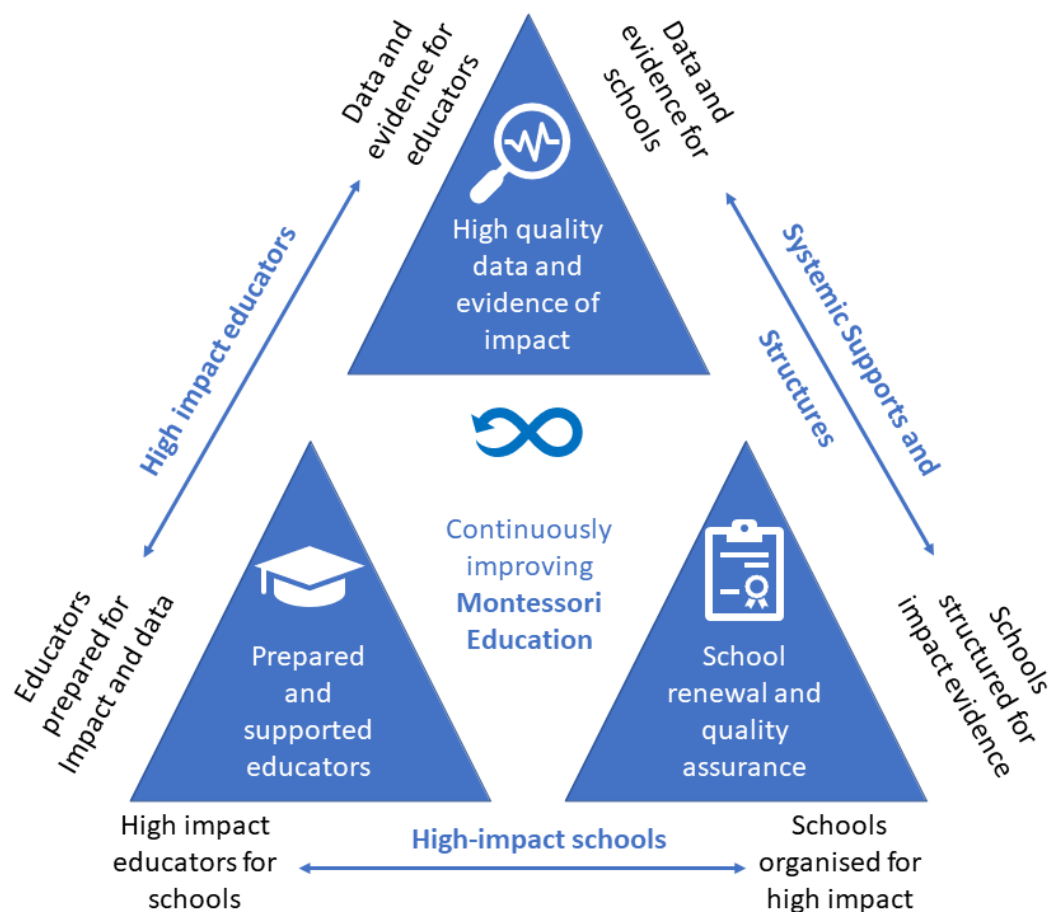 Data and
evidence for
educators
Data and
evidence for
schools
High quality
data and
evidence of
impact
High impact educators
Systemic Supports and
Structures
Continuously
improving
Montessori
Education
Prepared
and
supported
educators
School
renewal and
quality
assurance
Educators
prepared for
Impact and data
Schools
structured for
impact evidence
High impact
educators for
schools
High-impact schools
Schools
organised for
high impact